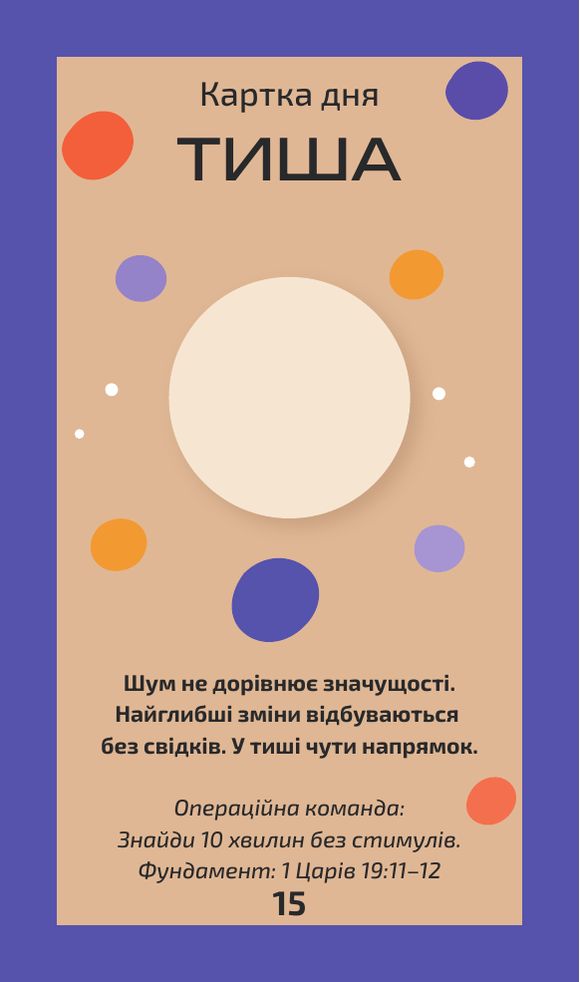 Картка дня
ТИША
Шум не дорівнює значущості.
Найглибші зміни відбуваються
без свідків. У тиші чути напрямок.
Операційна команда:
Знайди 10 хвилин без стимулів.
Фундамент: 1 Царів 19:11–12
15